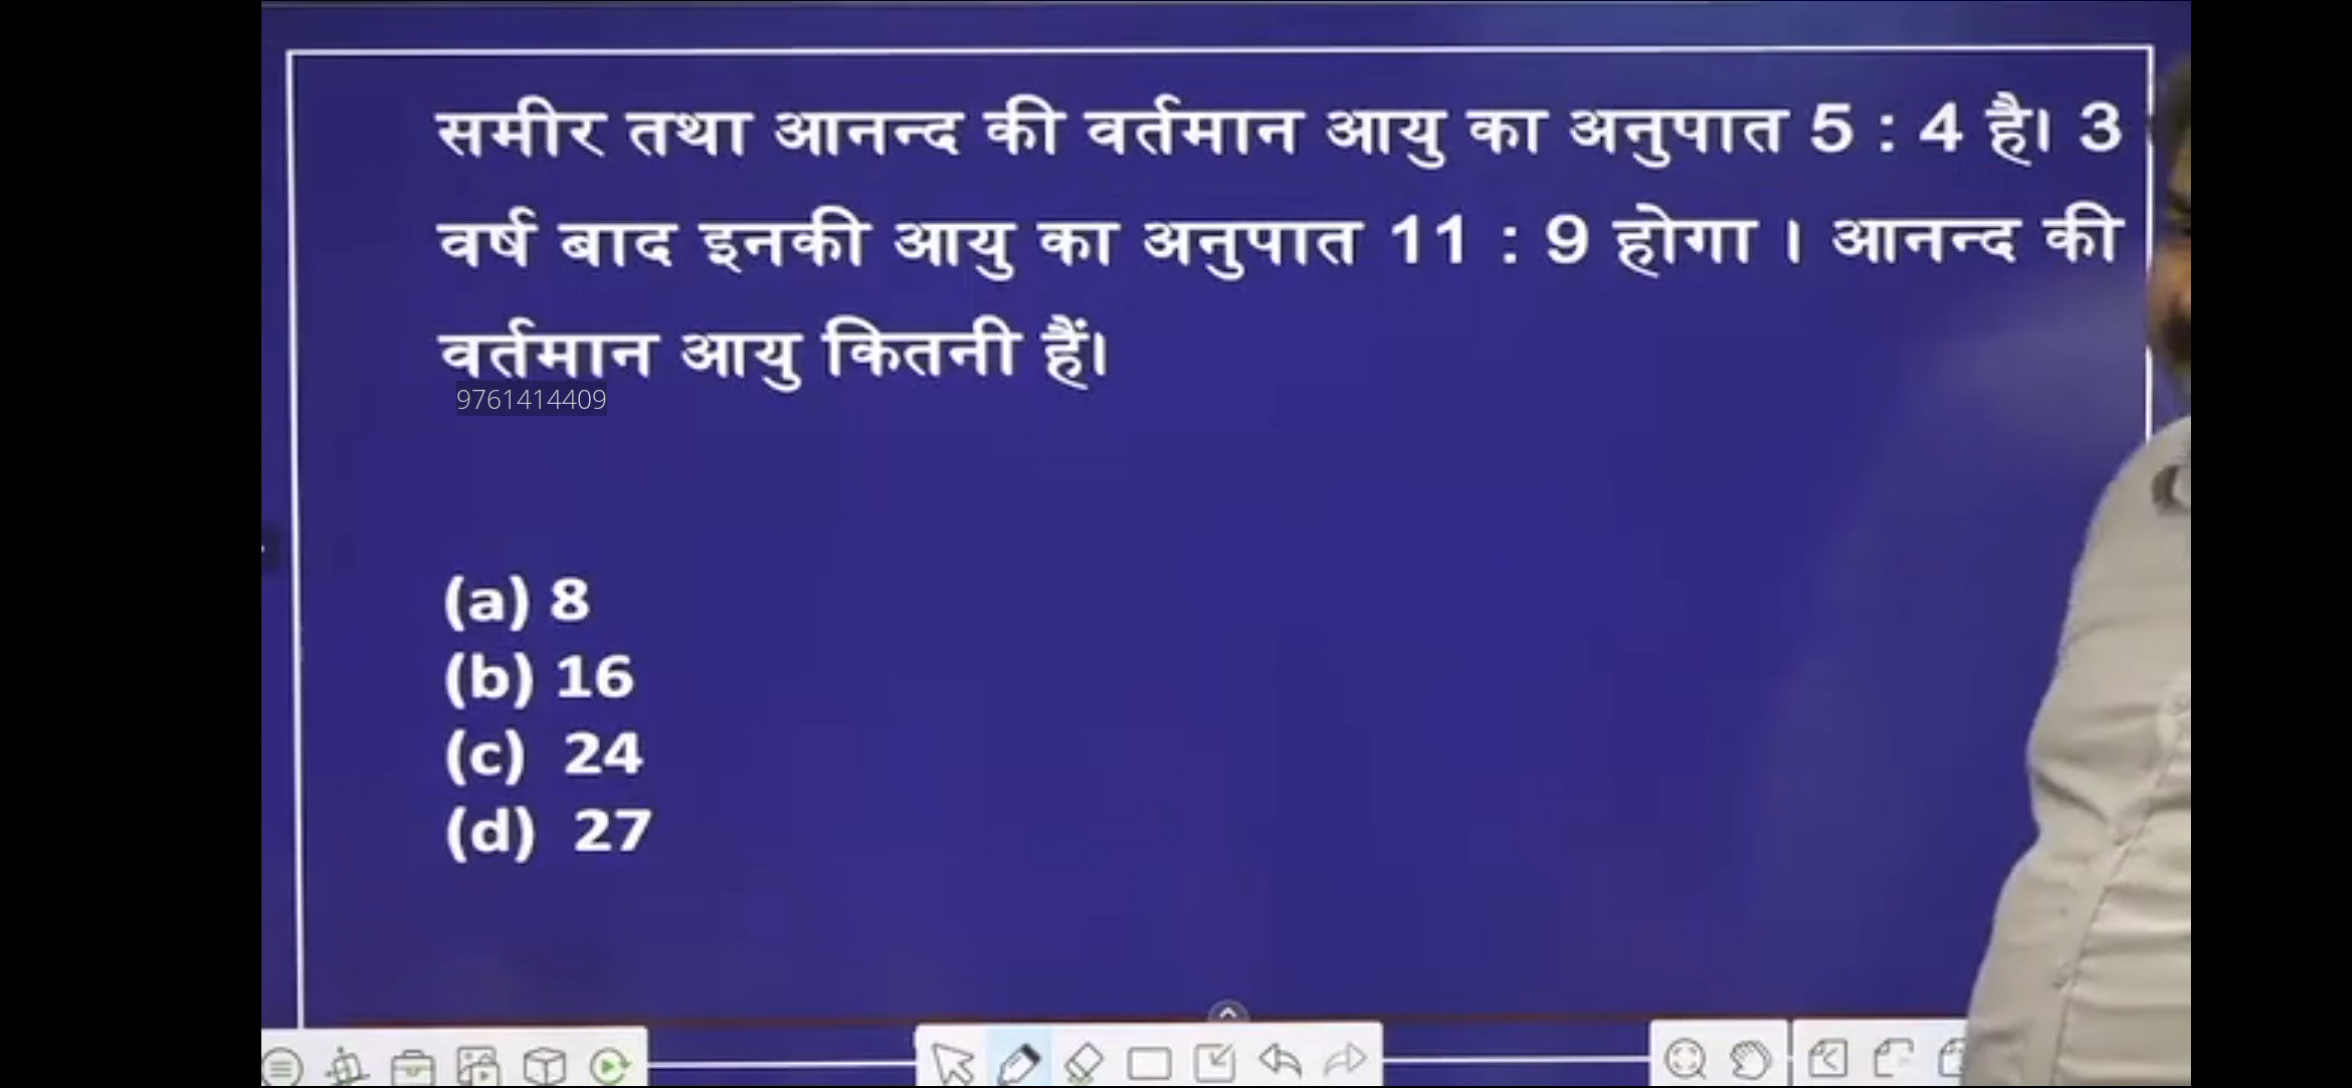 समीर तथा आनन्द की वर्तमान आयु का अनुपात 5 : 4 है। 3
वर्ष बाद इनकी आयु का अनुपात 11 : 9 होगा । आनन्द की
वर्तमान आयु कितनी हैं।
9761414409
(a) 8
(b) 16
(c) 24
(d) 27